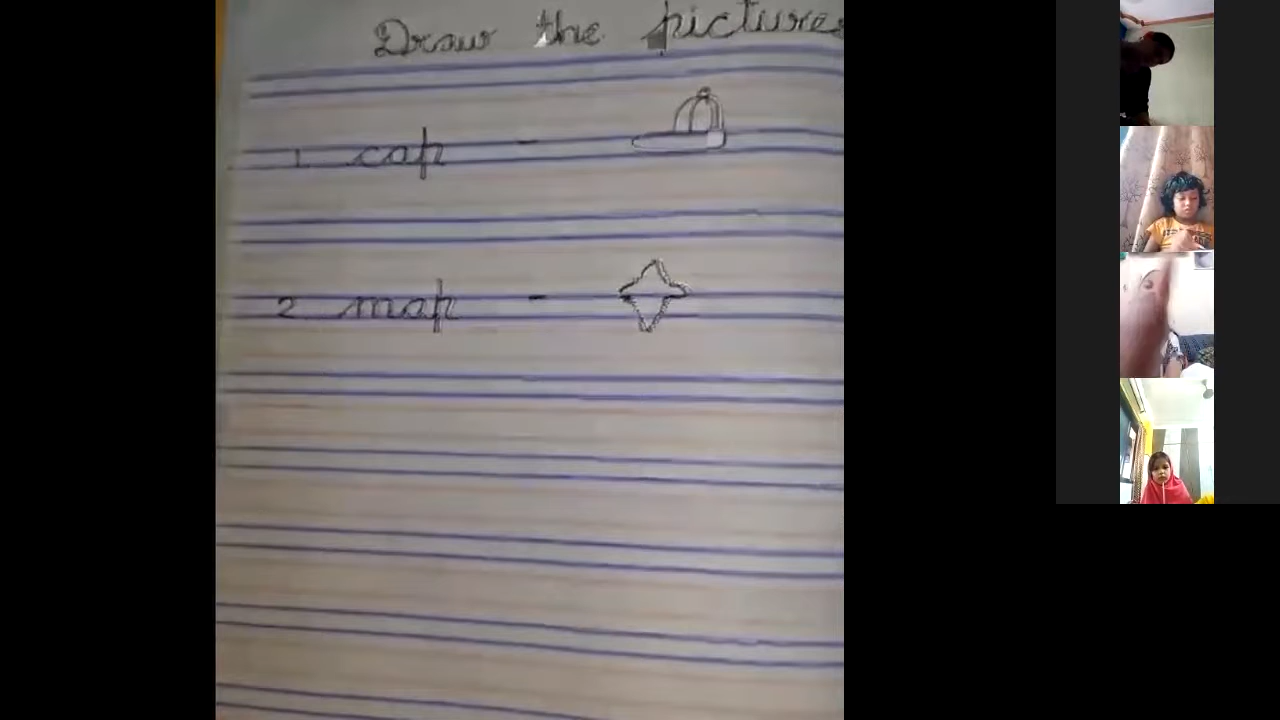 Draw the pictures
1 cap -
2 map -